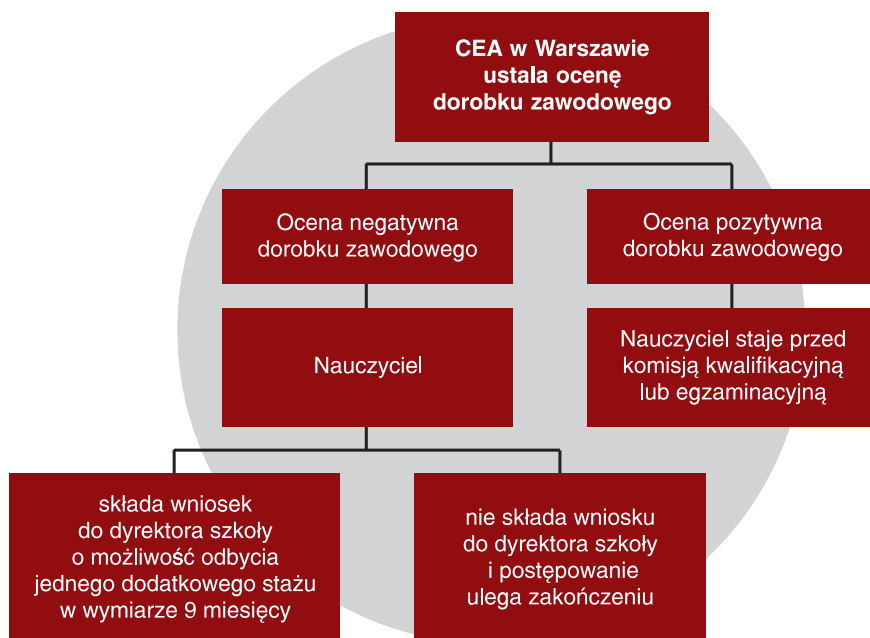 CEA w Warszawie
ustala ocenę
dorobku zawodowego
Ocena negatywna
dorobku zawodowego
Ocena pozytywna
dorobku zawodowego
Nauczyciel
Nauczyciel staje przed
komisją kwalifikacyjną
lub egzaminacyjną
składa wniosek
do dyrektora szkoły
o możliwość odbycia
jednego dodatkowego stażu
w wymiarze 9 miesięcy
nie składa wniosku
do dyrektora szkoły
i postępowanie
ulega zakończeniu